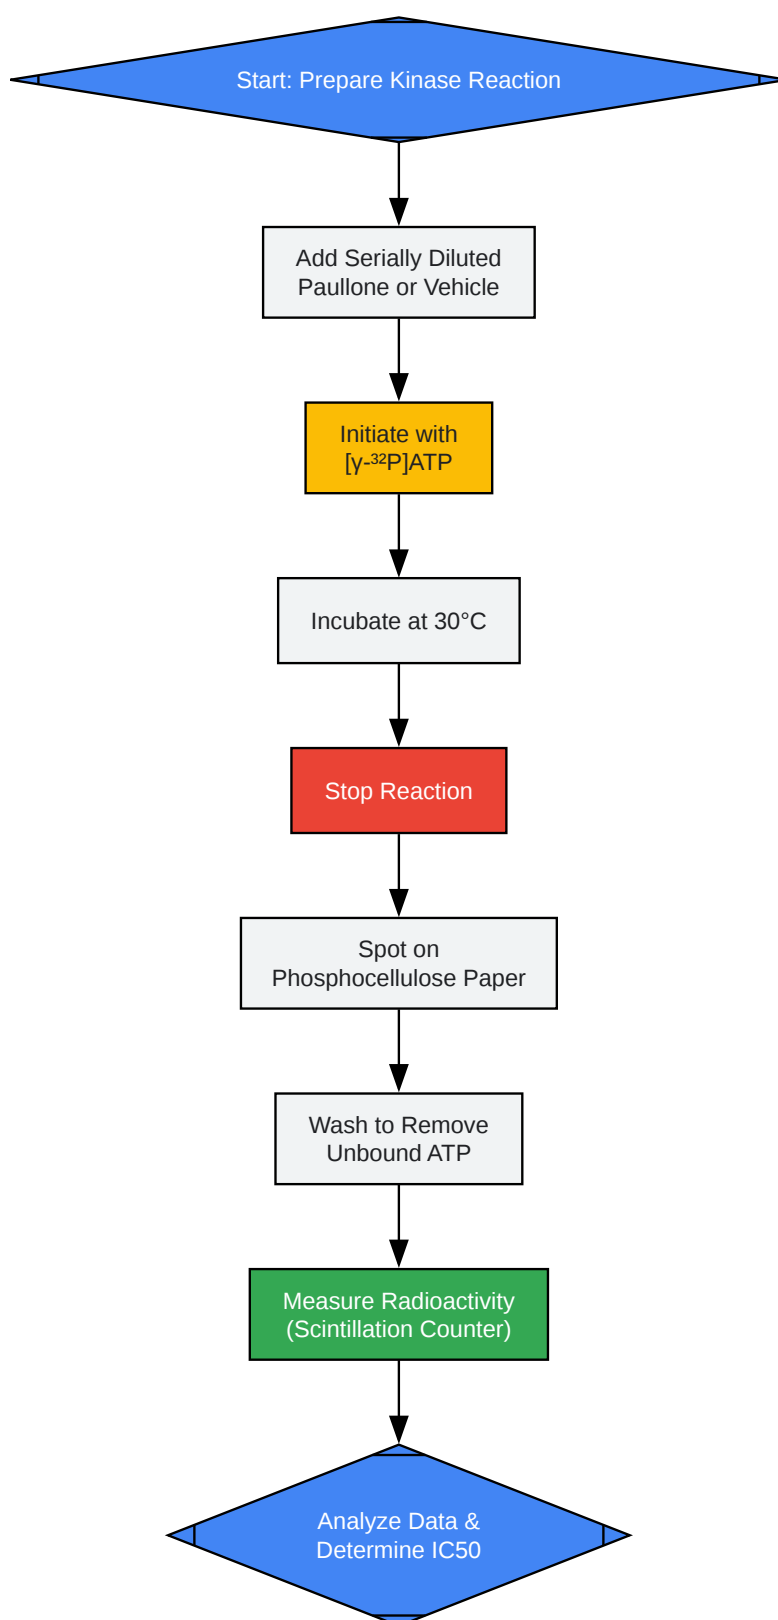 Start: Prepare Kinase Reaction
Add Serially Diluted
Paullone or Vehicle
Initiate with
[γ-³²P]ATP
Incubate at 30°C
Stop Reaction
Spot on
Phosphocellulose Paper
Wash to Remove
Unbound ATP
Measure Radioactivity
(Scintillation Counter)
Analyze Data &
Determine IC50